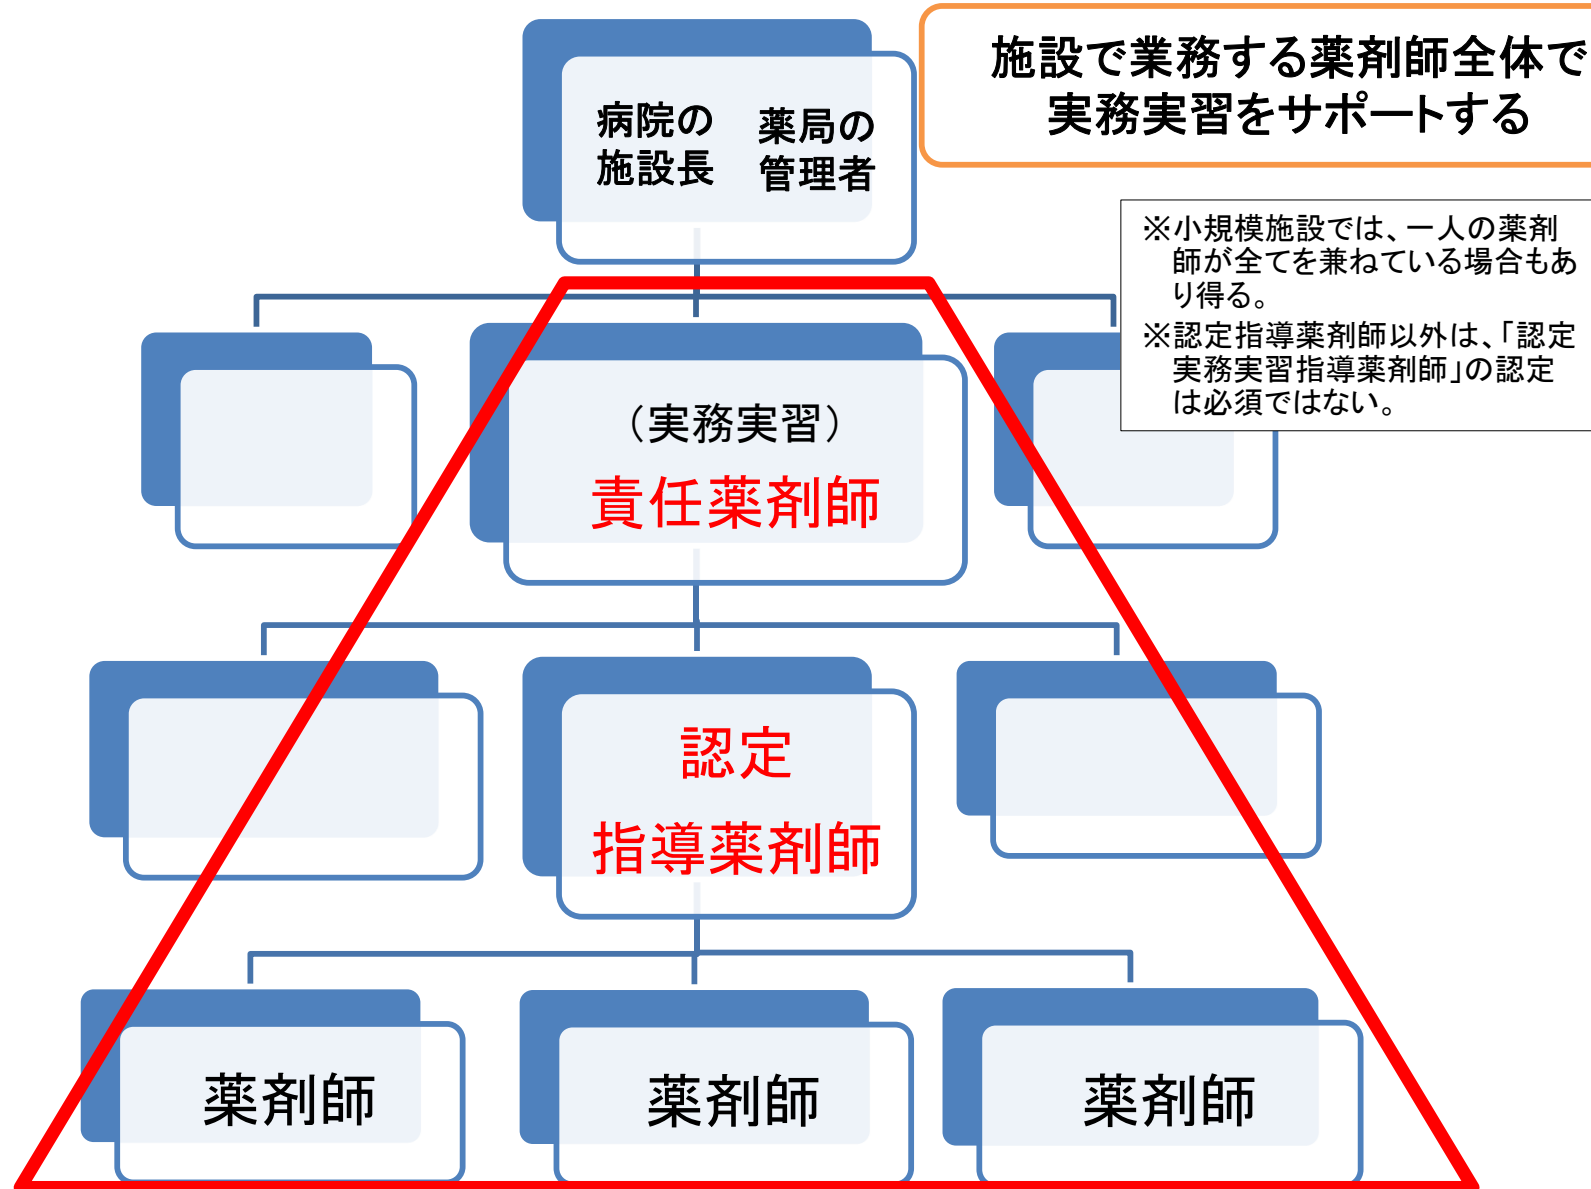 施設で業務する薬剤師全体で
実務実習をサポートする
病院の
施設長
薬局の
管理者
※小規模施設では、一人の薬剤
師が全てを兼ねている場合もあ
り得る。
※認定指導薬剤師以外は、「認定
実務実習指導薬剤師」の認定
は必須ではない。
（実務実習）
責任薬剤師
認定
指導薬剤師
薬剤師
薬剤師
薬剤師